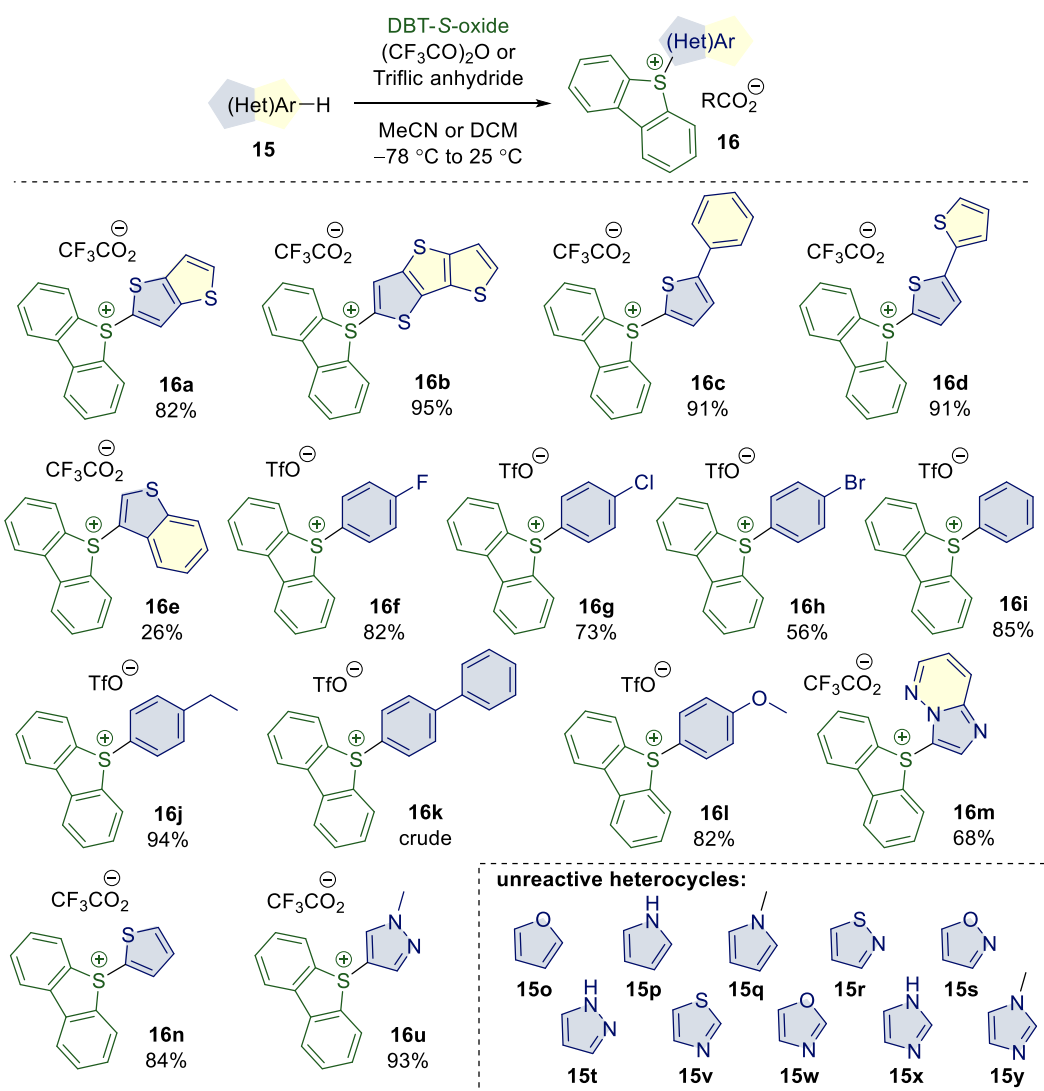 DBT-S-oxide
(CF₃CO)₂O or
Triflic anhydride
MeCN or DCM
−78 °C to 25 °C
(Het)Ar–H
15
(Het)Ar
S
⊕
RCO₂⊖
16
CF₃CO₂⊖
S
⊕
S
S
16a
82%
CF₃CO₂⊖
S
⊕
S
S
S
16b
95%
CF₃CO₂⊖
S
⊕
S
16c
91%
CF₃CO₂⊖
S
⊕
S
S
16d
91%
CF₃CO₂⊖
S
⊕
S
16e
26%
TfO⊖
S
⊕
F
16f
82%
TfO⊖
S
⊕
Cl
16g
73%
TfO⊖
S
⊕
Br
16h
56%
TfO⊖
S
⊕
16i
85%
TfO⊖
S
⊕
16j
94%
TfO⊖
S
⊕
16k
crude
TfO⊖
S
⊕
O
16l
82%
CF₃CO₂⊖
S
⊕
N
N
N
16m
68%
CF₃CO₂⊖
S
⊕
S
16n
84%
CF₃CO₂⊖
S
⊕
N
N
16u
93%
unreactive heterocycles:
O
15o
H
N
15p
N
15q
S
N
15r
O
N
15s
H
N
N
15t
S
N
15v
O
N
15w
H
N
N
15x
N
N
15y